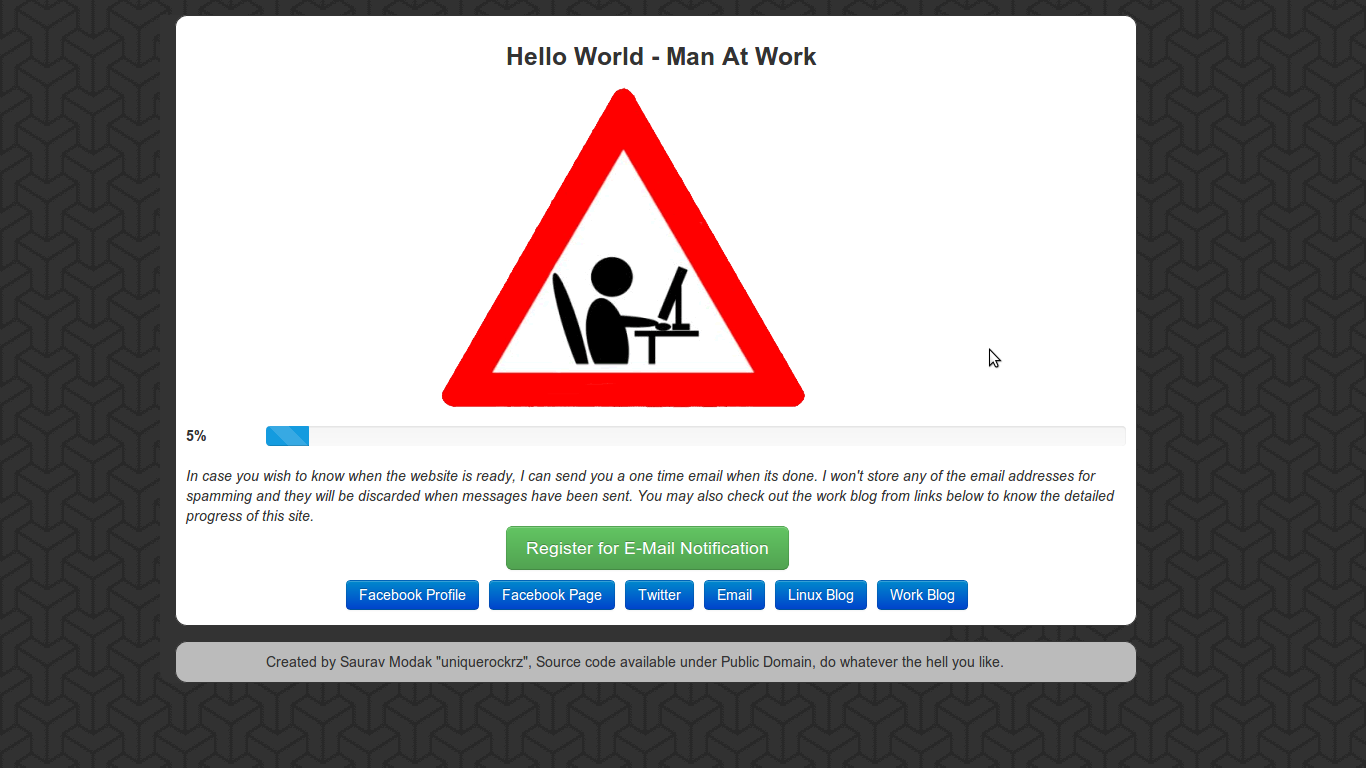 Hello World - Man At Work
5%
In case you wish to know when the website is ready, I can send you a one time email when its done. I won't store any of the email addresses for
spamming and they will be discarded when messages have been sent. You may also check out the work blog from links below to know the detailed
progress of this site.
Register for E-Mail Notification
Facebook Profile Facebook Page Twitter Email Linux Blog Work Blog
Created by Saurav Modak "uniquerockrz", Source code available under Public Domain, do whatever the hell you like.